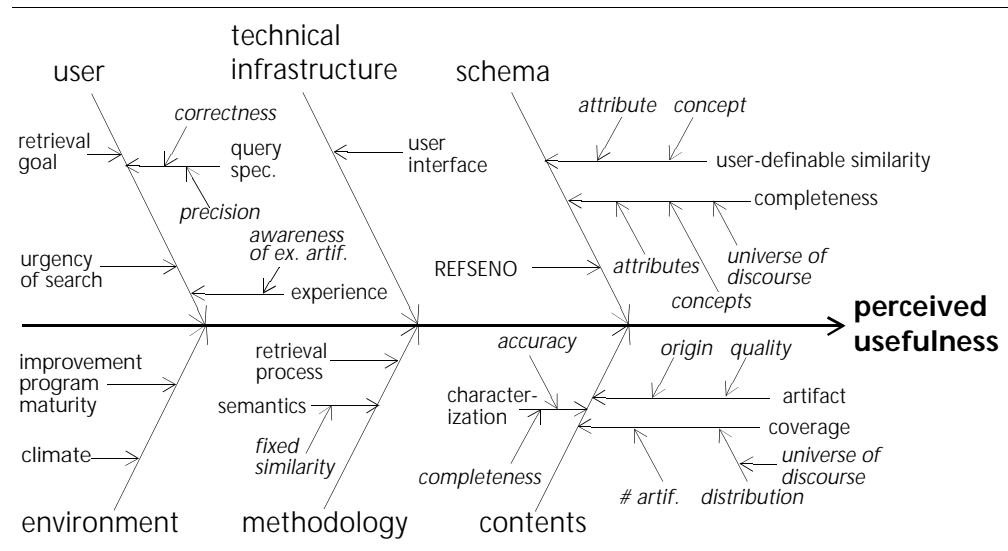 technical
infrastructure
user
schema
correctness
attribute
concept
retrieval
goal
query
spec.
user
interface
user-definable similarity
precision
completeness
awareness
of ex. artif.
urgency
of search
REFSENO
attributes
universe of
discourse
experience
concepts
perceived
usefulness
improvement
program
maturity
retrieval
process
accuracy
origin
quality
semantics
character-
ization
artifact
coverage
climate
fixed
similarity
completeness
universe of
discourse
# artif.
distribution
environment
methodology
contents